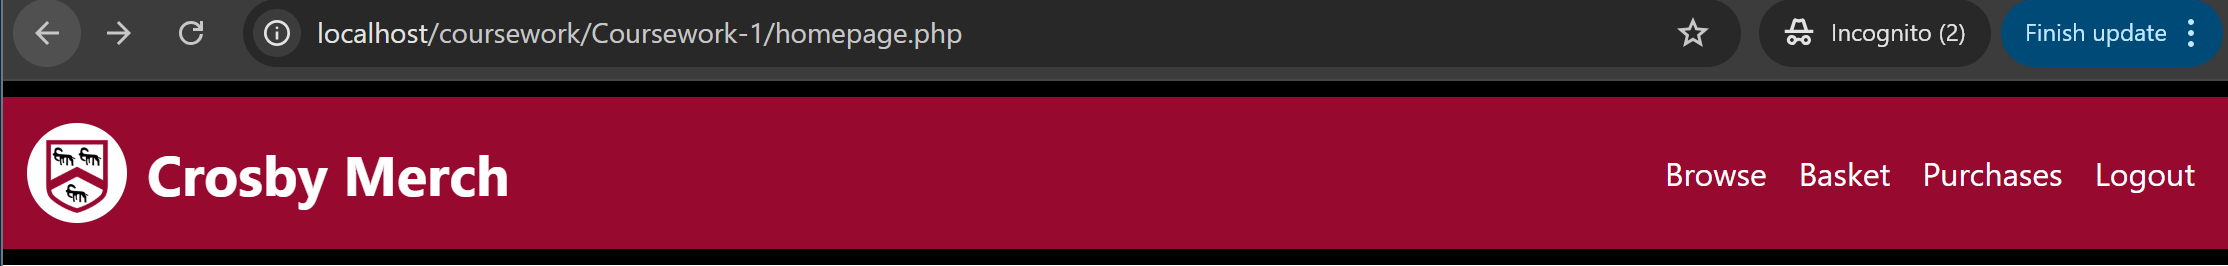 localhost/coursework/Coursework-1/homepage.php
Incognito (2)
Finish update
Crosby Merch
Browse Basket Purchases Logout